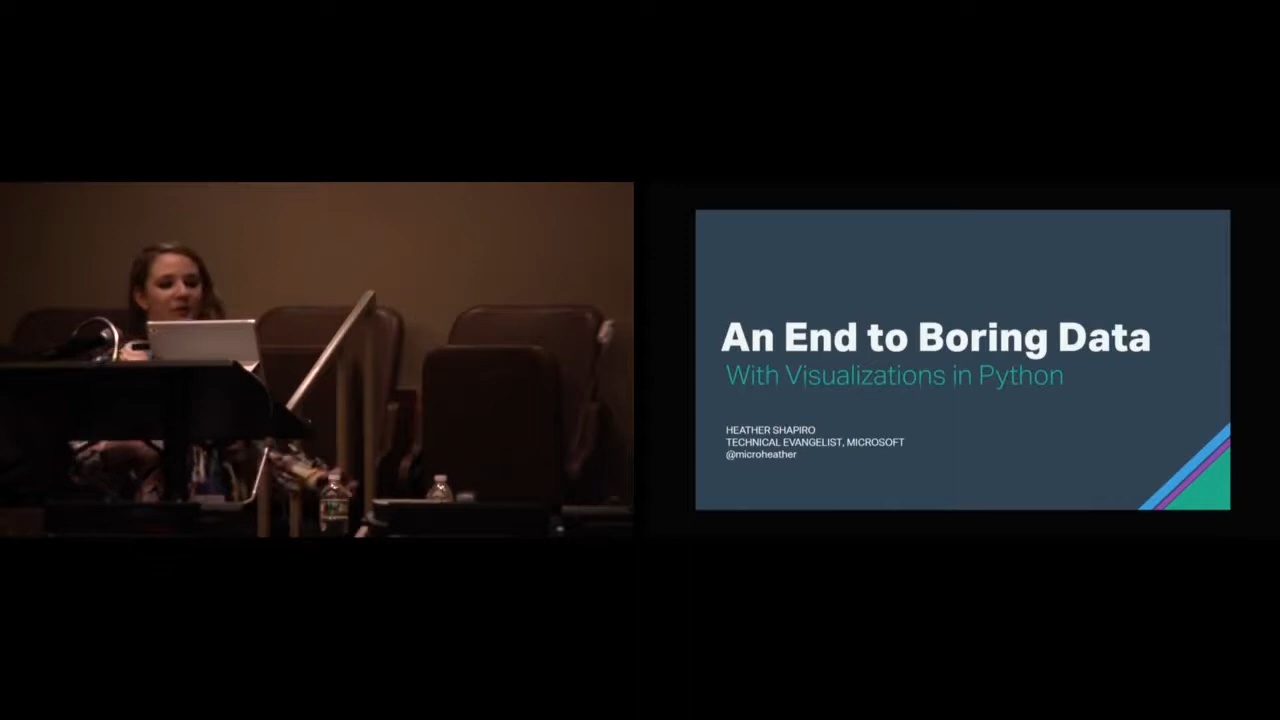 An End to Boring Data
With Visualizations in Python
HEATHER SHAPIRO
TECHNICAL EVANGELIST, MICROSOFT
@microheather